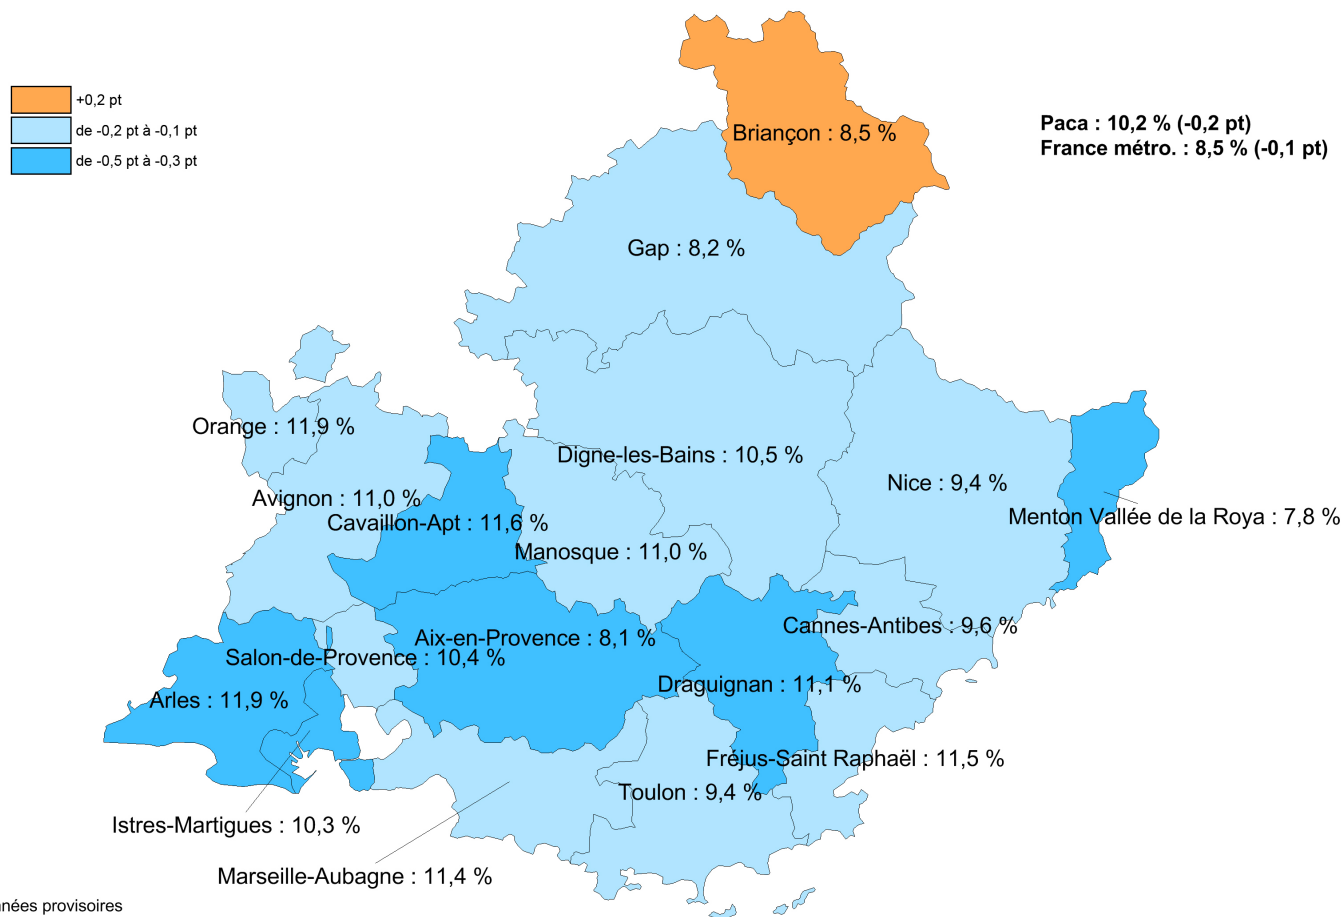 +0,2 pt
de -0,2 pt à -0,1 pt
de -0,5 pt à -0,3 pt
Paca : 10,2 % (-0,2 pt)
France métro. : 8,5 % (-0,1 pt)
Briançon : 8,5 %
Gap : 8,2 %
Orange : 11,9 %
Digne-les-Bains : 10,5 %
Nice : 9,4 %
Avignon : 11,0 %
Menton Vallée de la Roya : 7,8 %
Cavaillon-Apt : 11,6 %
Manosque : 11,0 %
Cannes-Antibes : 9,6 %
Aix-en-Provence : 8,1 %
Salon-de-Provence : 10,4 %
Draguignan : 11,1 %
Arles : 11,9 %
Fréjus-Saint Raphaël : 11,5 %
Toulon : 9,4 %
Istres-Martigues : 10,3 %
Marseille-Aubagne : 11,4 %
nnées provisoires